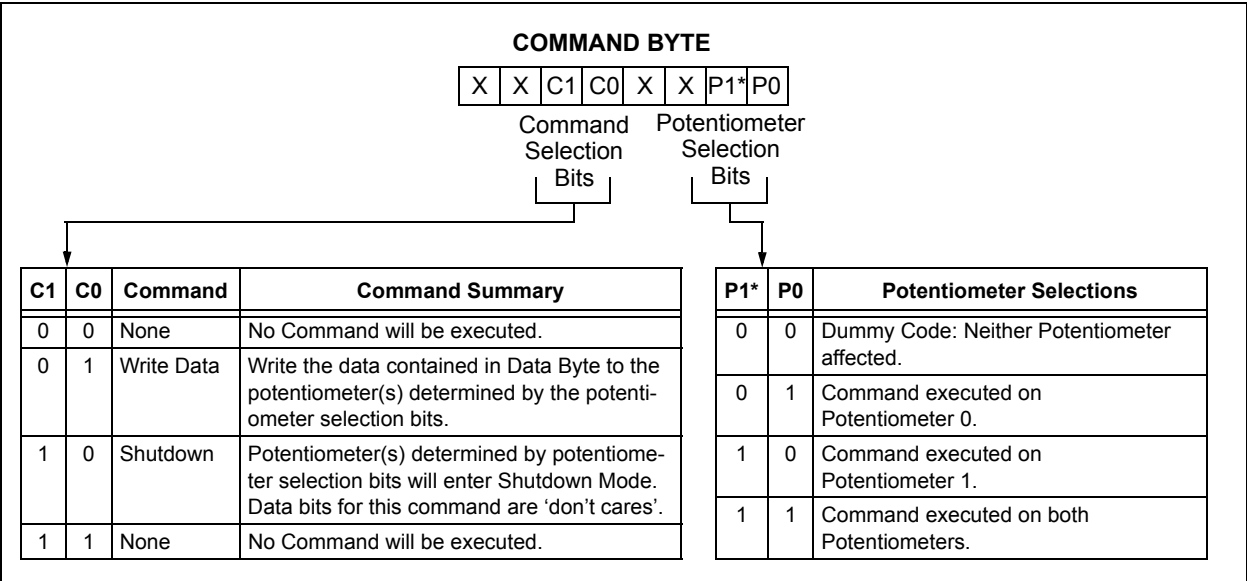 COMMAND BYTE
X X C1 C0 X X P1* P0
Command Selection Bits
Potentiometer Selection Bits
C1 C0 Command Command Summary
0 0 None No Command will be executed.
0 1 Write Data Write the data contained in Data Byte to the
potentiometer(s) determined by the potenti-
ometer selection bits.
1 0 Shutdown Potentiometer(s) determined by potentiome-
ter selection bits will enter Shutdown Mode.
Data bits for this command are ‘don’t cares’.
1 1 None No Command will be executed.
P1* P0 Potentiometer Selections
0 0 Dummy Code: Neither Potentiometer
affected.
0 1 Command executed on
Potentiometer 0.
1 0 Command executed on
Potentiometer 1.
1 1 Command executed on both
Potentiometers.